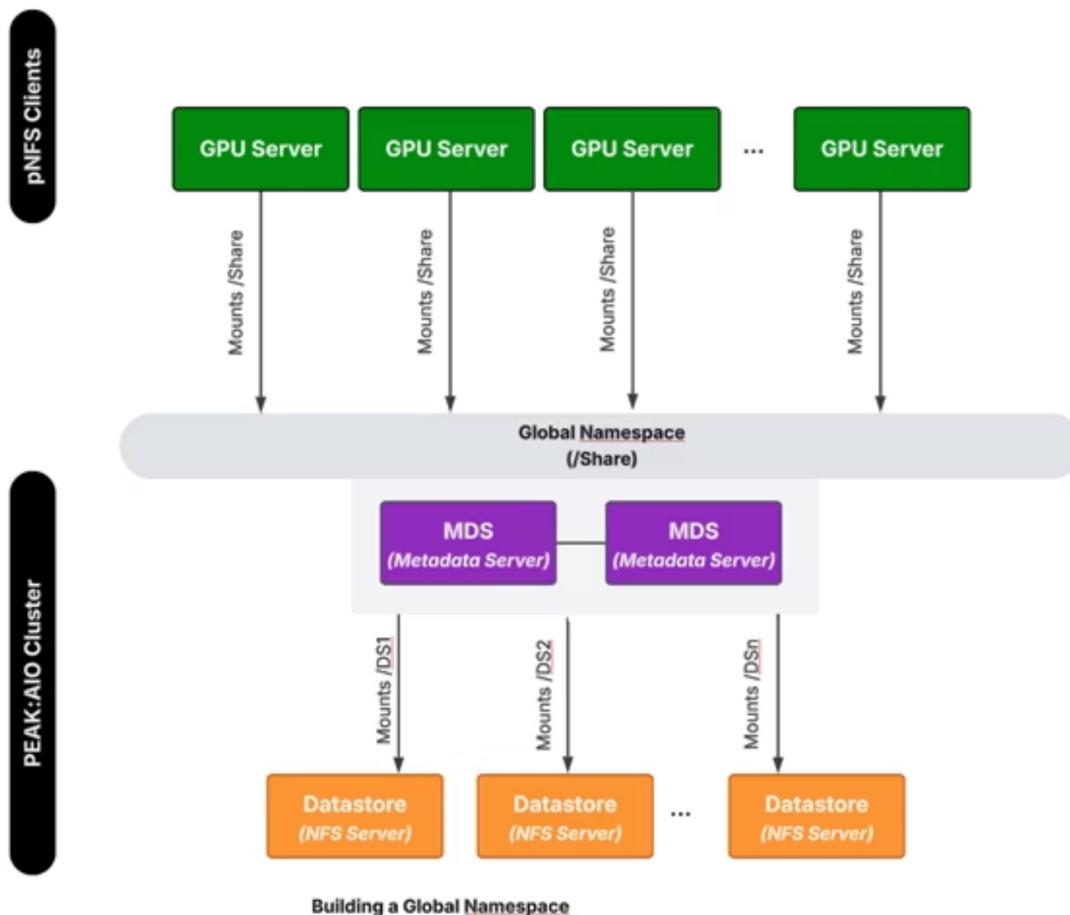 pNFS Clients
GPU Server
GPU Server
GPU Server
...
GPU Server
Mounts /Share
Mounts /Share
Mounts /Share
Mounts /Share
Global Namespace
(/Share)
PEAK:AIO Cluster
MDS
(Metadata Server)
MDS
(Metadata Server)
Mounts /DS1
Mounts /DS2
Mounts /DSn
Datastore
(NFS Server)
Datastore
(NFS Server)
...
Datastore
(NFS Server)
Building a Global Namespace